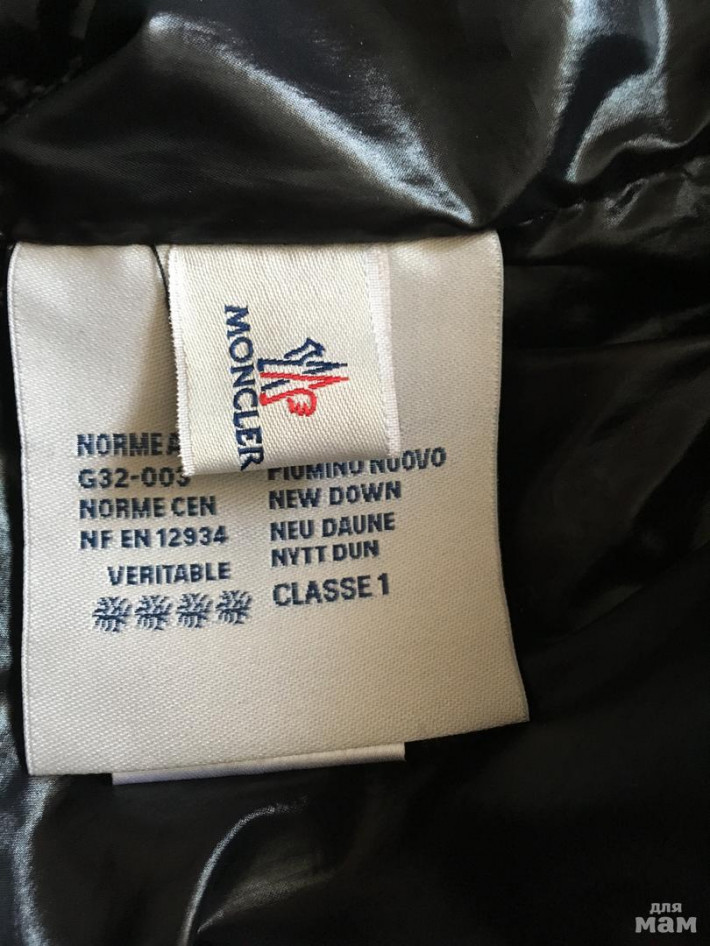 MONCLER
NORME A
G32-003
NORME CEN
NF EN 12934
VERITABLE
PIUMINO NUOVO
NEW DOWN
NEU DAUNE
NYTT DUN
CLASSE 1
для
мам